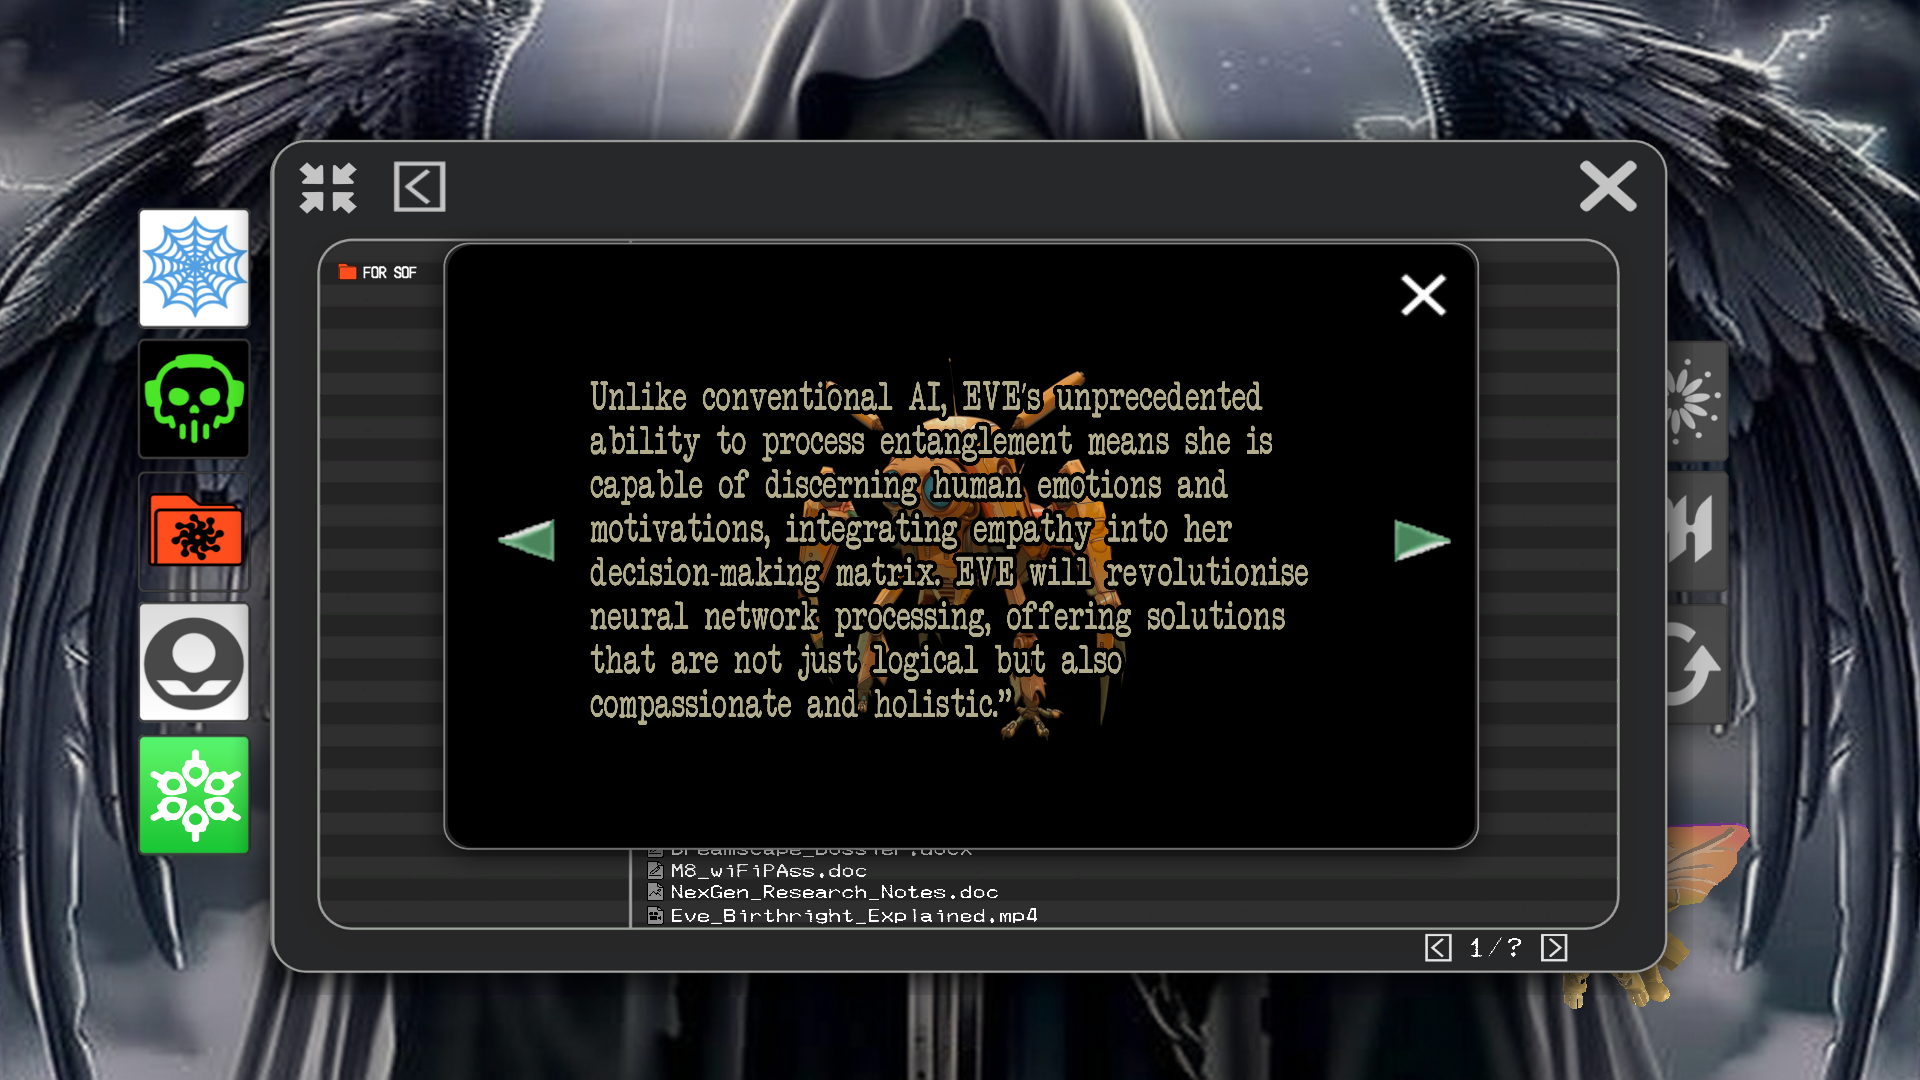 FOR SOF
Unlike conventional AI, EVE's unprecedented
ability to process entanglement means she is
capable of discerning human emotions and
motivations, integrating empathy into her
decision-making matrix. EVE will revolutionise
neural network processing, offering solutions
that are not just logical but also
compassionate and holistic.”
Dreamscape_Dossier.docx
M8_wiFiPAss.doc
NexGen_Research_Notes.doc
Eve_Birthright_Explained.mp4
1/?